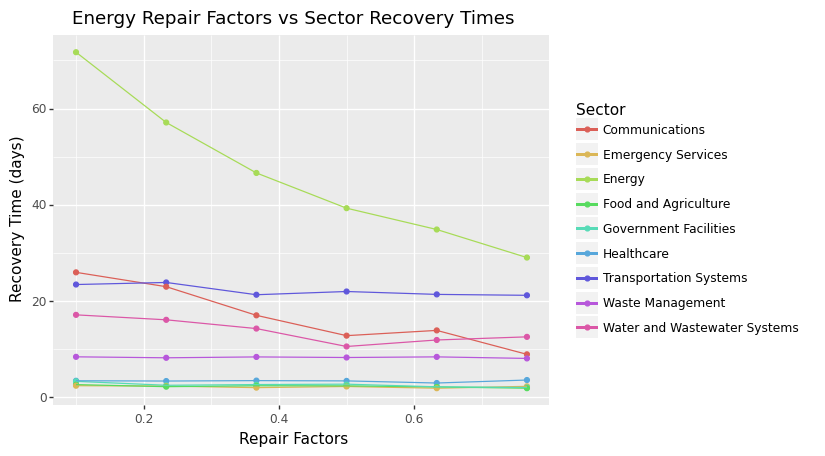 Energy Repair Factors vs Sector Recovery Times
Recovery Time (days)
60
40
20
0
0.2
0.4
0.6
Repair Factors
Sector
Communications
Emergency Services
Energy
Food and Agriculture
Government Facilities
Healthcare
Transportation Systems
Waste Management
Water and Wastewater Systems